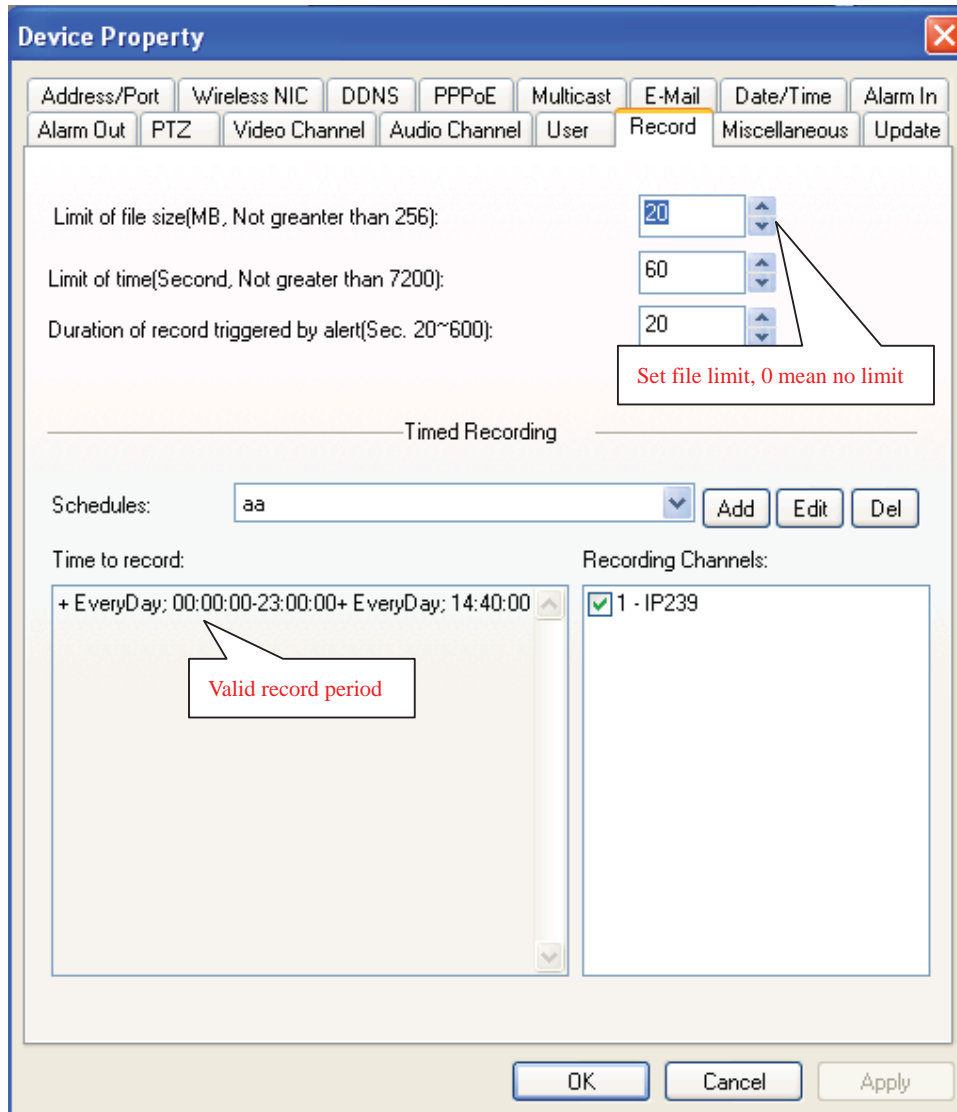 Device Property
Address/Port Wireless NIC DDNS PPPoE Multicast E-Mail Date/Time Alarm In
Alarm Out PTZ Video Channel Audio Channel User Record Miscellaneous Update
Limit of file size(MB, Not greanter than 256): 20
Limit of time(Second, Not greater than 7200): 60
Duration of record triggered by alert(Sec. 20~600): 20
Set file limit, 0 mean no limit
Timed Recording
Schedules: aa Add Edit Del
Time to record: Recording Channels:
+ EveryDay; 00:00:00-23:00:00+ EveryDay; 14:40:00 1 - IP239
Valid record period
OK Cancel Apply